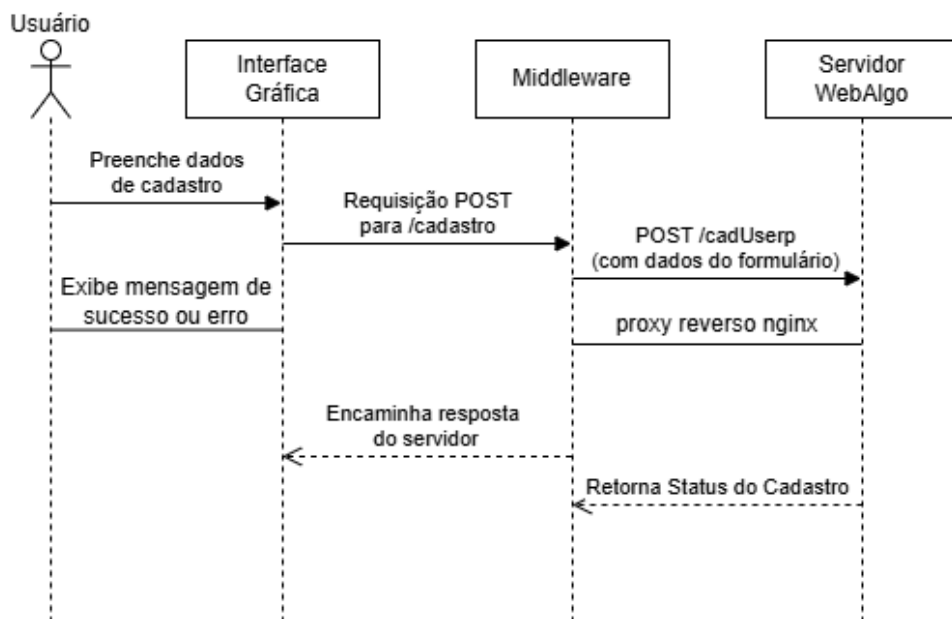 Usuário
Interface
Gráfica
Middleware
Servidor
WebAlgo
Preenche dados
de cadastro
Requisição POST
para /cadastro
POST /cadUserp
(com dados do formulário)
Exibe mensagem de
sucesso ou erro
proxy reverso nginx
Encaminha resposta
do servidor
Retorna Status do Cadastro